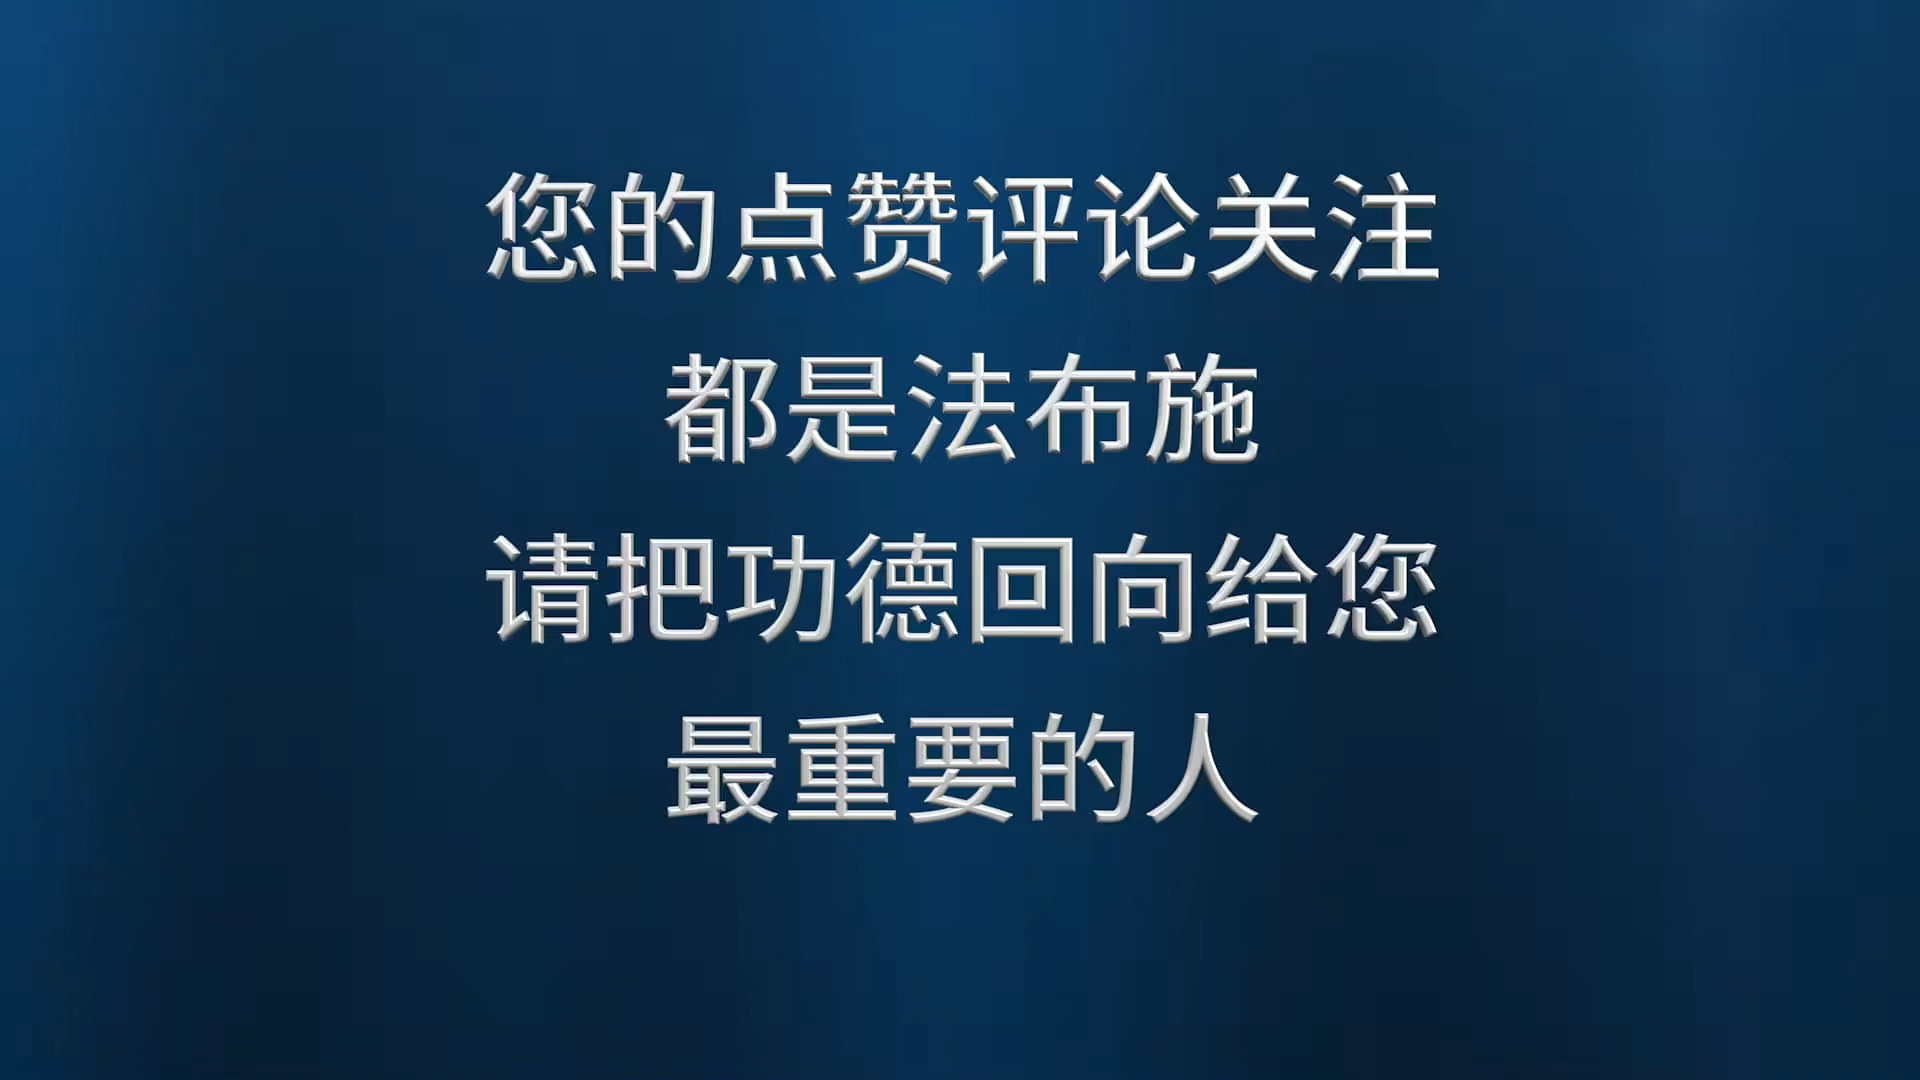 您的点赞评论关注
都是法布施
请把功德回向给您
最重要的人